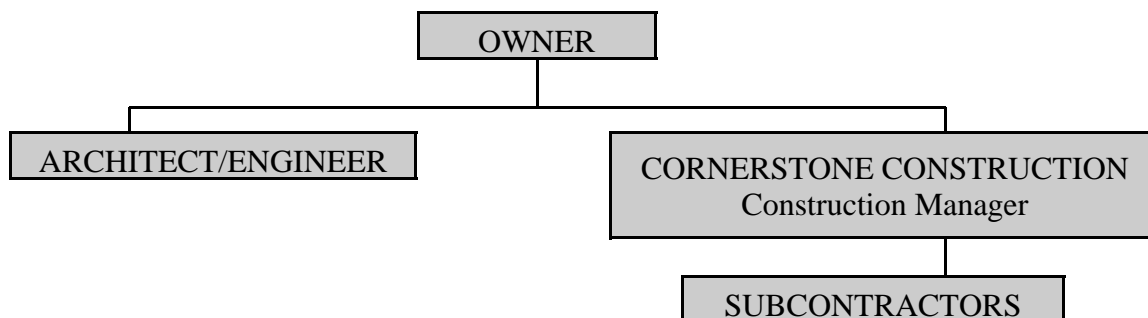 OWNER
ARCHITECT/ENGINEER
CORNERSTONE CONSTRUCTION
Construction Manager
SUBCONTRACTORS